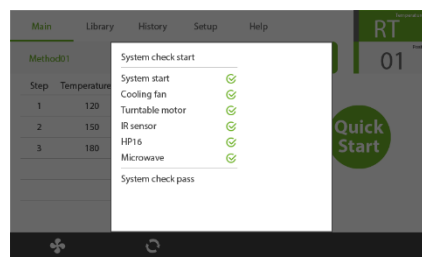 Main Library History Setup Help
Temperature
RT
Method01
01
System check start
Step Temperature
System start
Cooling fan
Turntable motor
IR sensor
HP16
Microwave
System check pass
1 120
2 150
3 180
Quick
Start